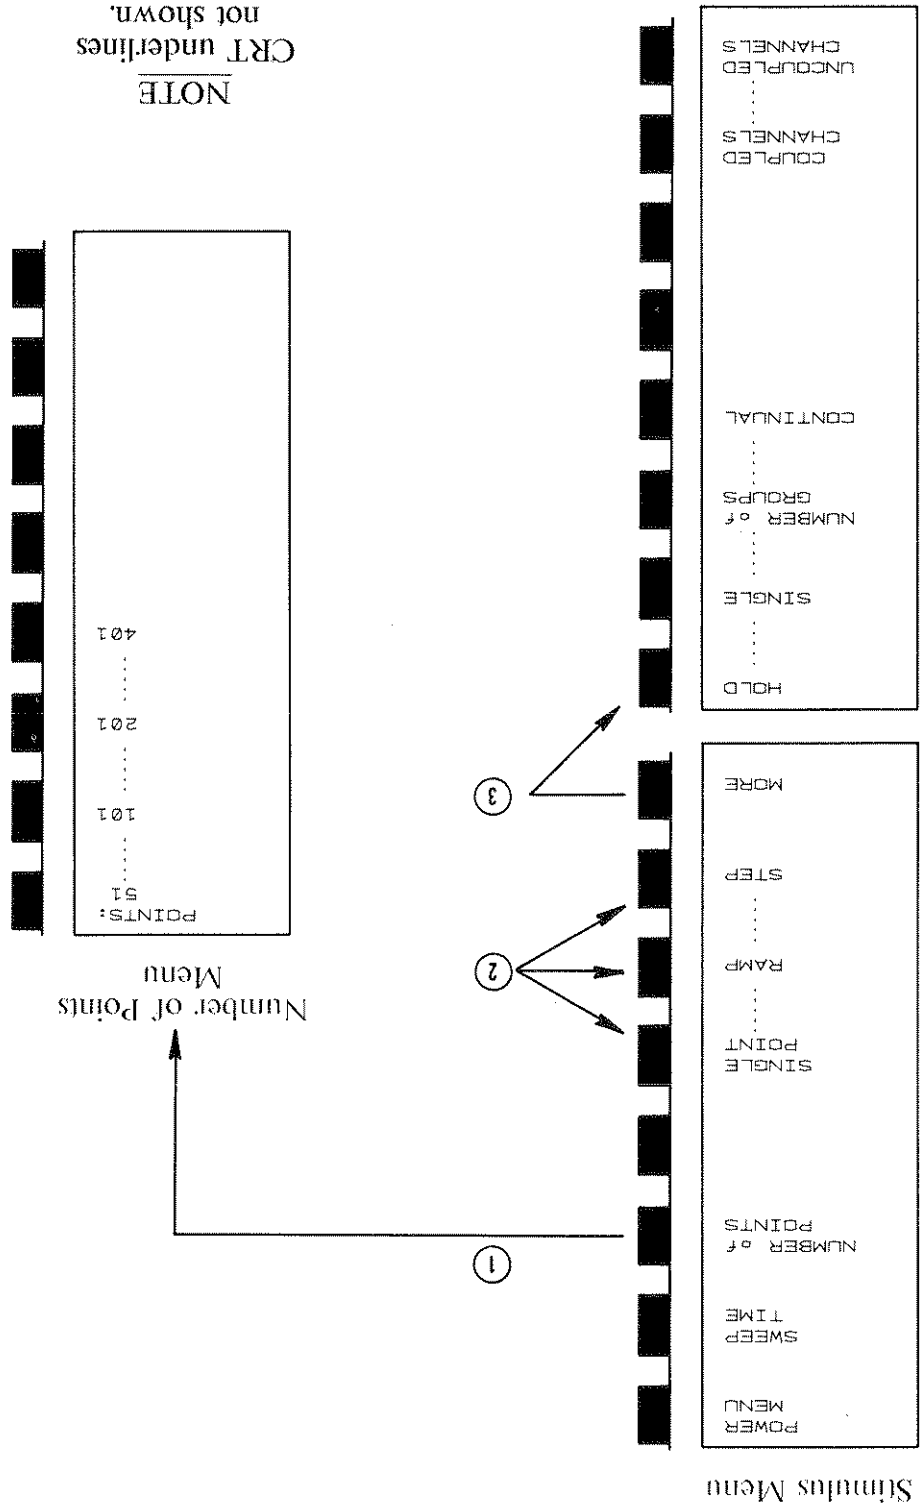 Stimulus Menu
POWER
MENU
SWEEP
TIME
NUMBER of
POINTS
SINGLE
POINT
RAMP
STEP
MORE
HOLD
SINGLE
NUMBER of
GROUPS
CONTINUAL
COUPLED
CHANNELS
UNCOUPLED
CHANNELS
1
2
3
Number of Points
Menu
POINTS:
51
101
201
401
NOTE
CRT underlines
not shown.